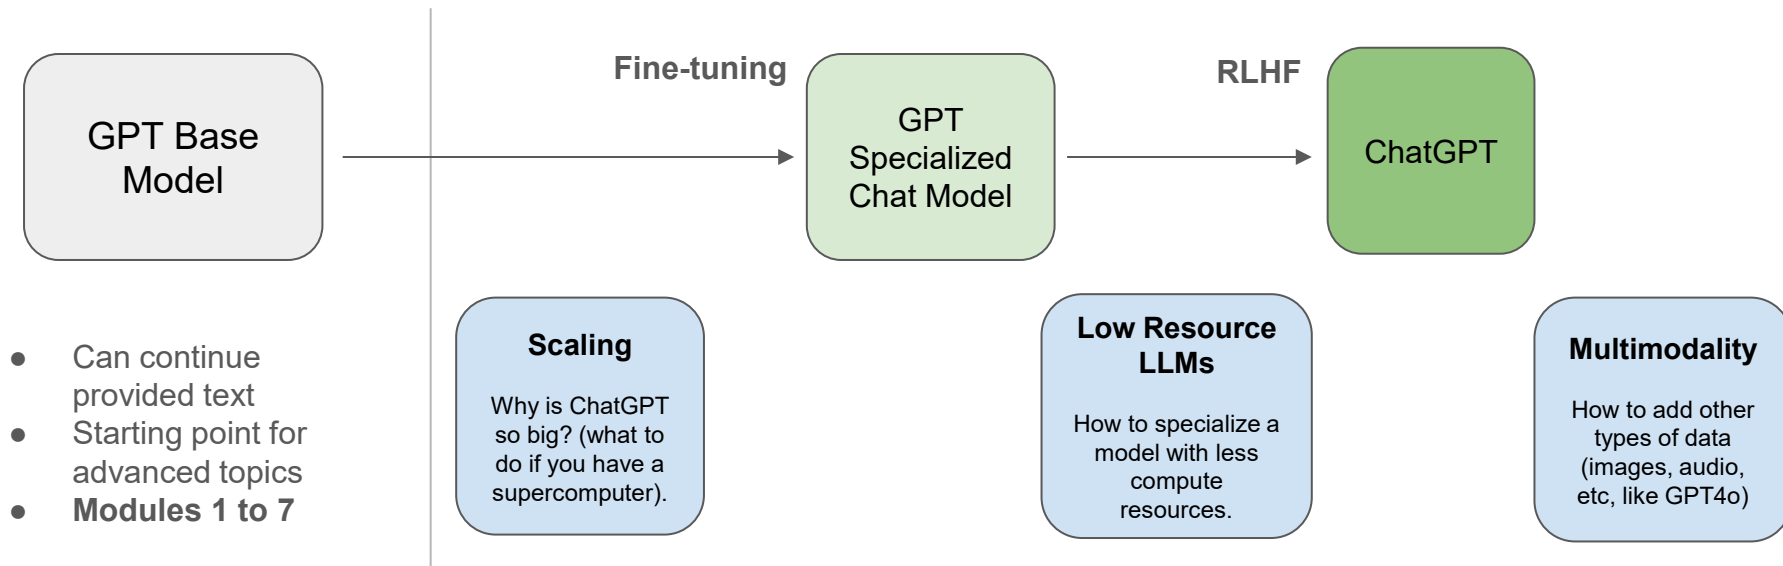 GPT Base
Model
Fine-tuning
GPT
Specialized
Chat Model
RLHF
ChatGPT
● Can continue
provided text
● Starting point for
advanced topics
● Modules 1 to 7
Scaling
Why is ChatGPT
so big? (what to
do if you have a
supercomputer).
Low Resource
LLMs
How to specialize a
model with less
compute
resources.
Multimodality
How to add other
types of data
(images, audio,
etc, like GPT4o)